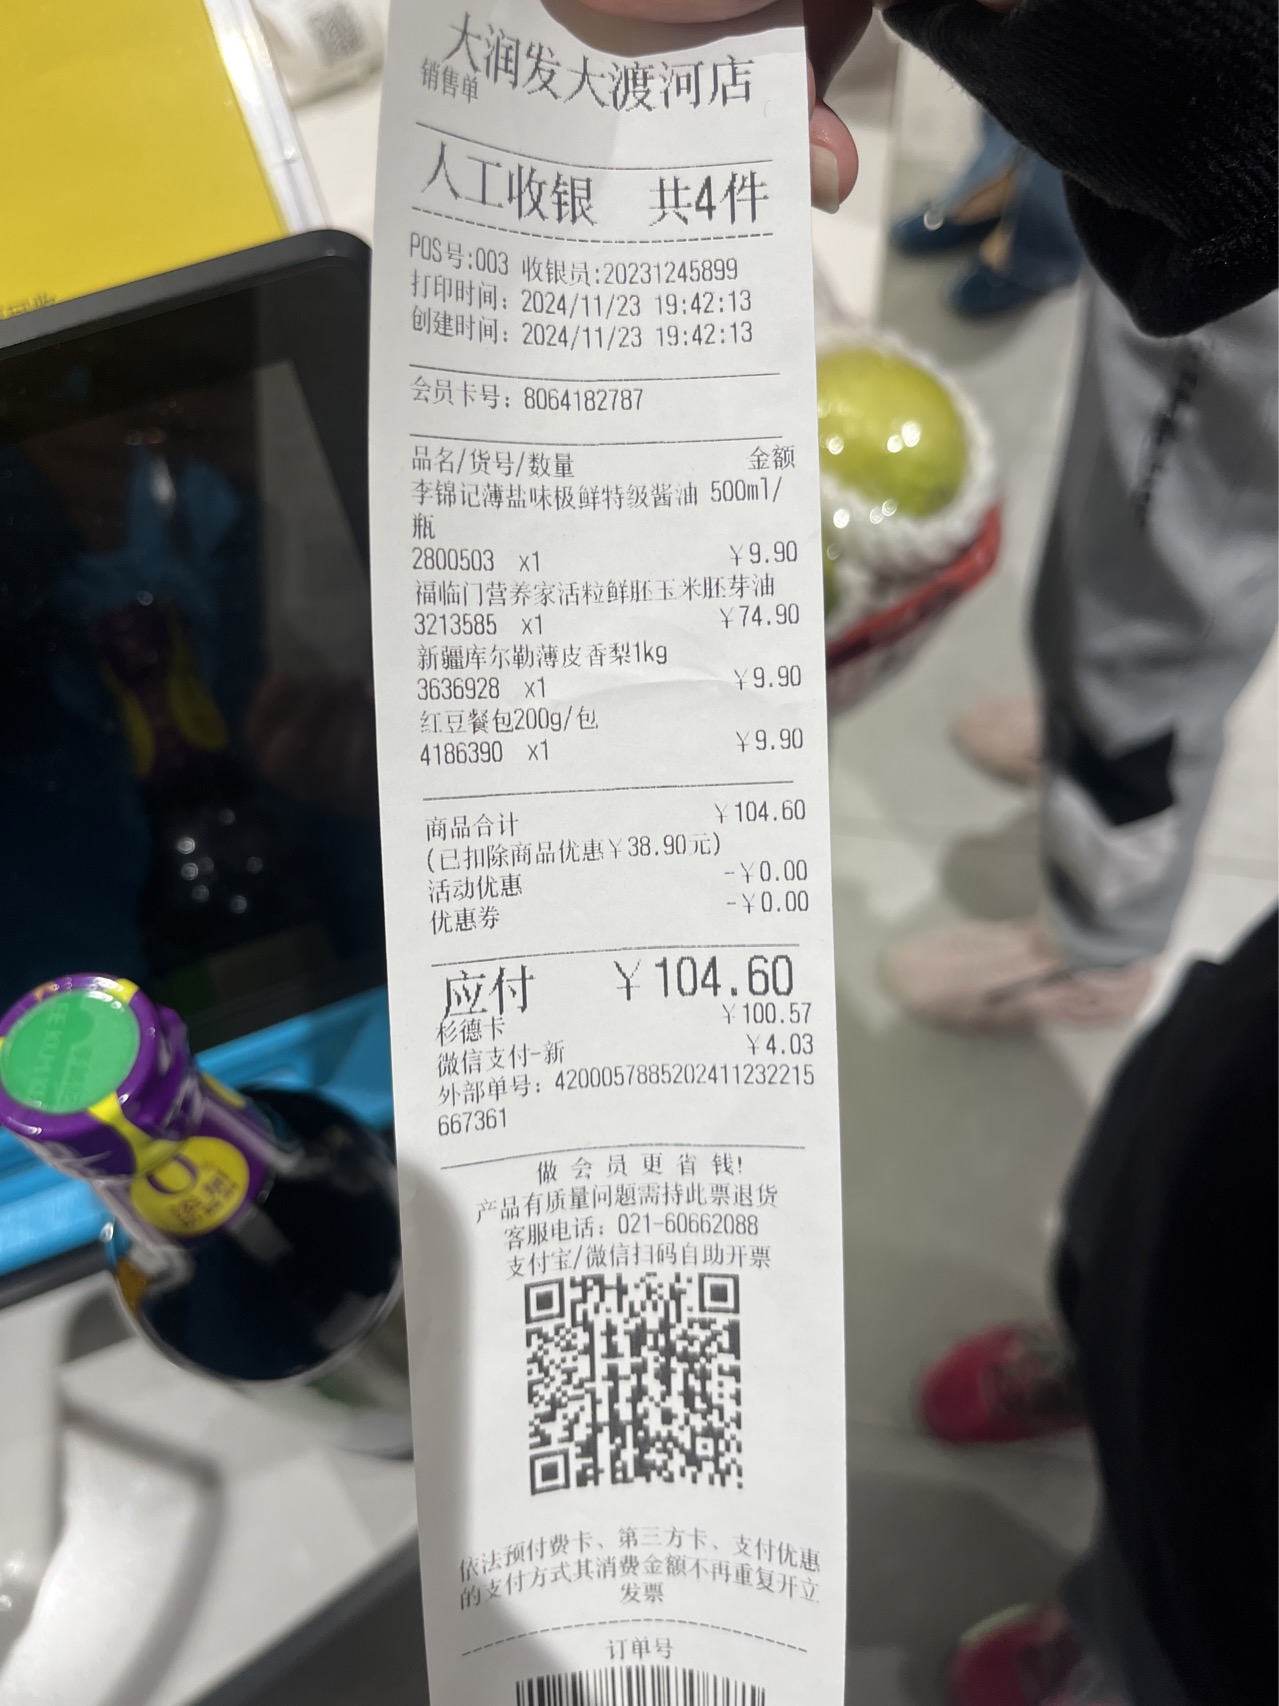 大润发大渡河店
销售单
人工收银 共4件
POS号:003 收银员:20231245899
打印时间: 2024/11/23 19:42:13
创建时间: 2024/11/23 19:42:13
会员卡号: 8064182787
品名/货号/数量 金额
李锦记薄盐味极鲜特级酱油 500ml/
瓶
2800503 x1 ￥9.90
福临门营养家活粒鲜胚玉米胚芽油
3213585 x1 ￥74.90
新疆库尔勒薄皮香梨1kg
3636928 x1 ￥9.90
红豆餐包200g/包
4186390 x1 ￥9.90
商品合计 ￥104.60
(已扣除商品优惠￥38.90元)
活动优惠 -￥0.00
优惠券 -￥0.00
应付 ￥104.60
杉德卡 ￥100.57
微信支付-新 ￥4.03
外部单号: 4200057885202411232215
667361
做 会 员 更 省 钱!
产品有质量问题需持此票退货
客服电话: 021-60662088
支付宝/微信扫码自助开票
依法预付费卡、第三方卡、支付优惠
的支付方式其消费金额不再重复开立
发票
订单号